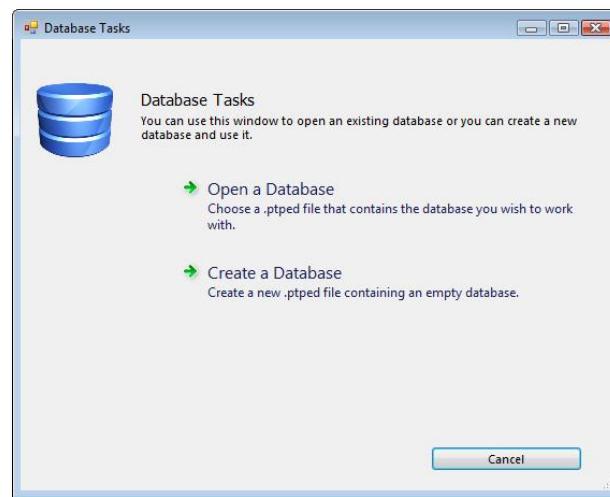 Database Tasks
Database Tasks
You can use this window to open an existing database or you can create a new
database and use it.
Open a Database
Choose a .ptped file that contains the database you wish to work
with.
Create a Database
Create a new .ptped file containing an empty database.
Cancel